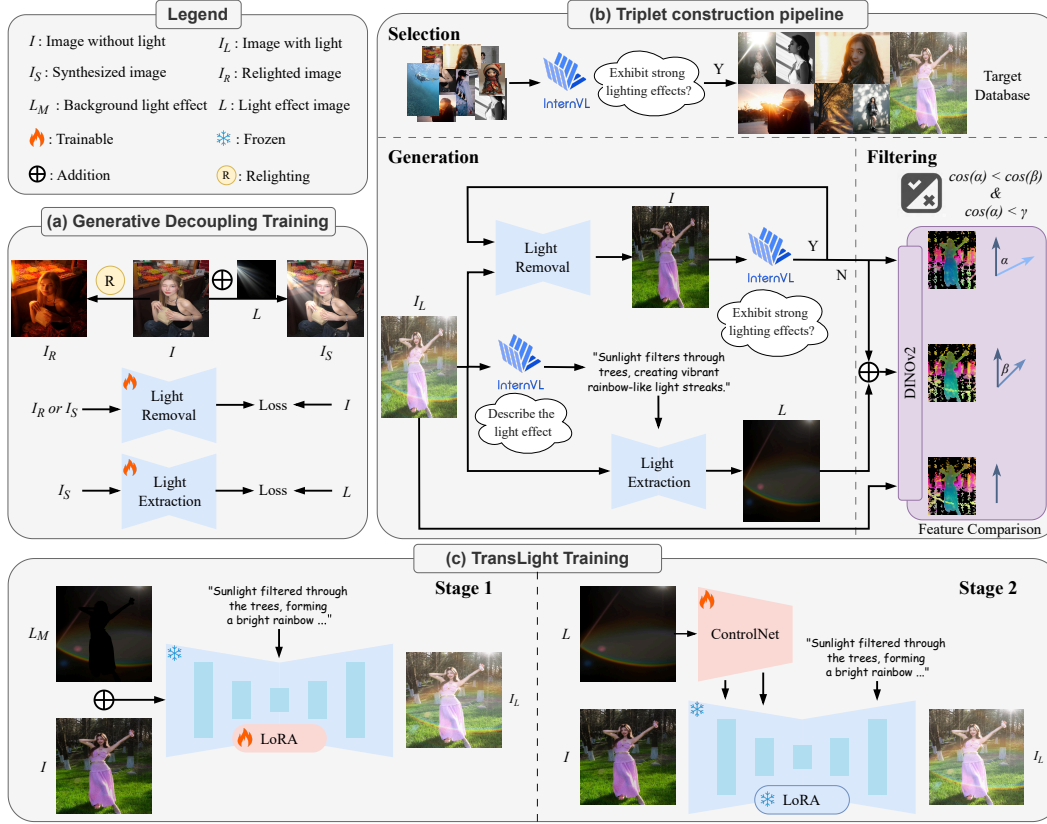 Legend
I : Image without light
I_L : Image with light
I_S : Synthesized image
I_R : Relighted image
L_M : Background light effect
L : Light effect image
: Trainable
: Frozen
: Addition
R : Relighting
(a) Generative Decoupling Training
R
L
I_R
I
I_S
I_R or I_S
Light
Removal
Loss
I
I_S
Light
Extraction
Loss
L
(b) Triplet construction pipeline
Selection
InternVL
Exhibit strong
lighting effects?
Y
Target
Database
Generation
I_L
Light
Removal
I
InternVL
Y
N
Exhibit strong
lighting effects?
InternVL
Describe the
light effect
"Sunlight filters through
trees, creating vibrant
rainbow-like light streaks."
Light
Extraction
L
Filtering
cos(α) < cos(β)
&
cos(α) < γ
DINOv2
α
β
Feature Comparison
(c) TransLight Training
Stage 1
L_M
I
"Sunlight filtered through
the trees, forming
a bright rainbow ..."
LoRA
I_L
Stage 2
L
ControlNet
"Sunlight filtered through
the trees, forming
a bright rainbow ..."
I
LoRA
I_L